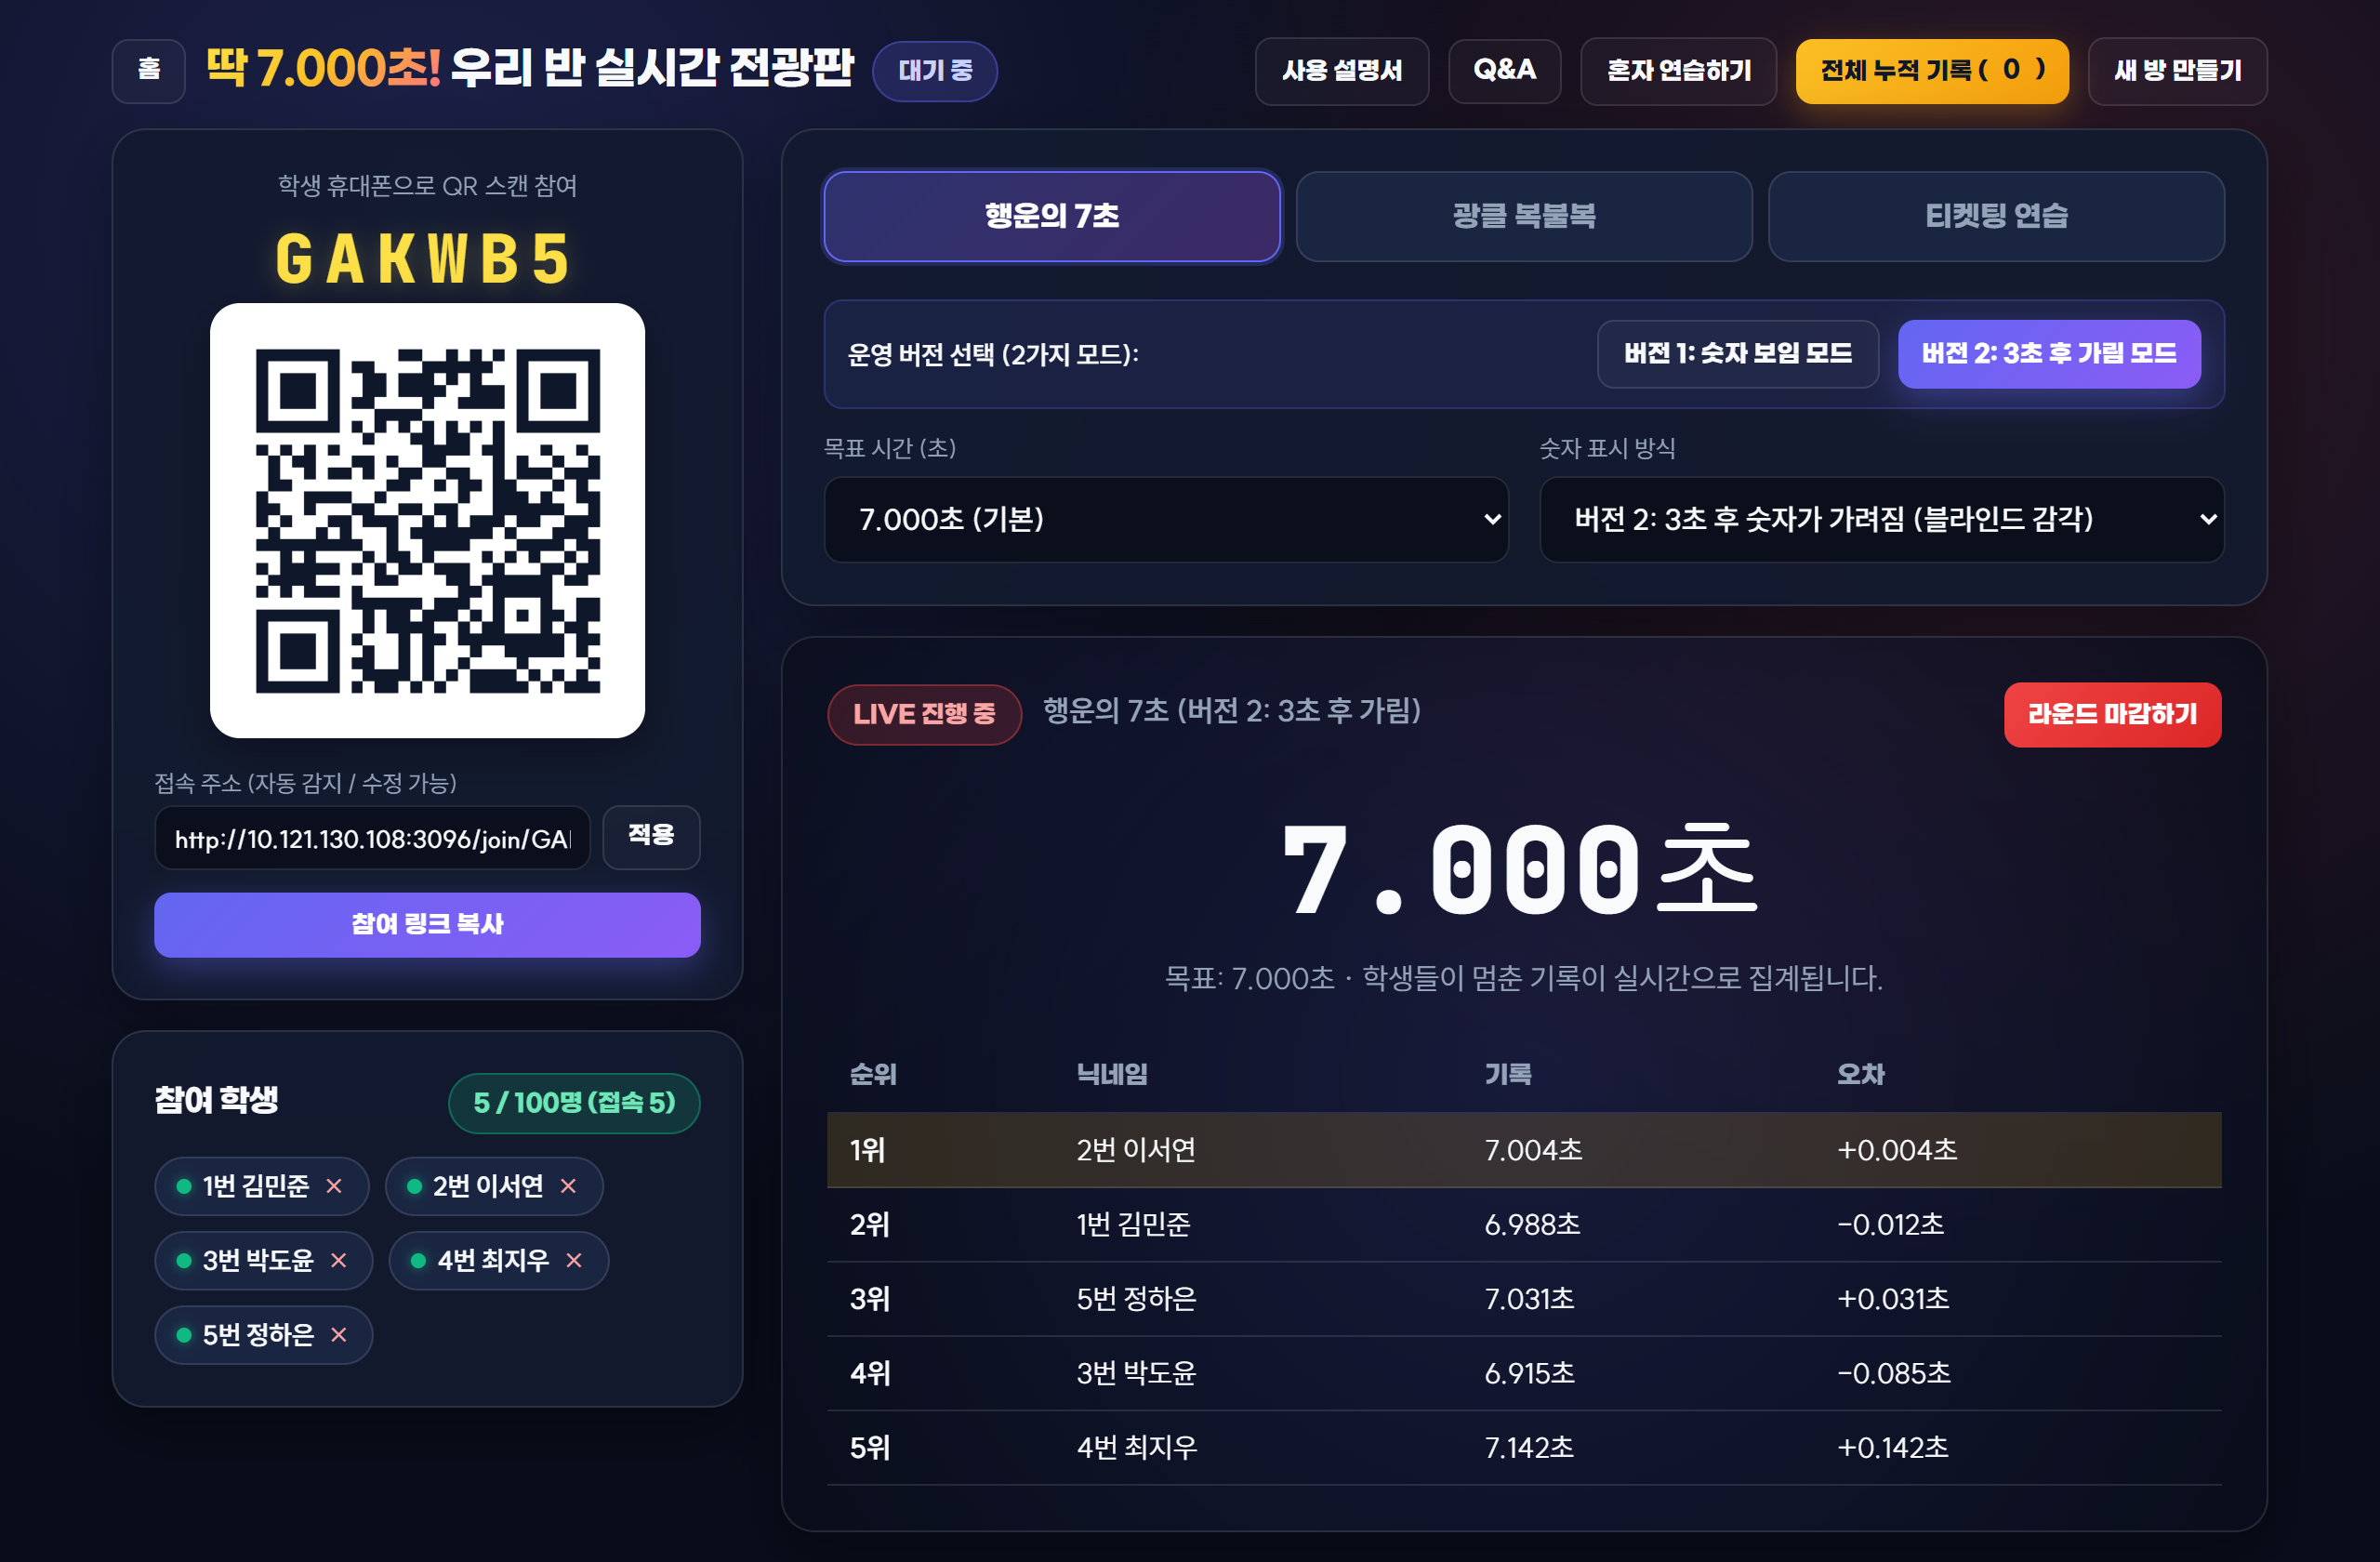 홈
딱 7.000초! 우리 반 실시간 전광판
대기 중
사용 설명서
Q&A
혼자 연습하기
전체 누적 기록 ( 0 )
새 방 만들기
학생 휴대폰으로 QR 스캔 참여
GAKWB5
접속 주소 (자동 감지 / 수정 가능)
http://10.121.130.108:3096/join/GA
적용
참여 링크 복사
참여 학생
5 / 100명 (접속 5)
1번 김민준 ×
2번 이서연 ×
3번 박도윤 ×
4번 최지우 ×
5번 정하은 ×
행운의 7초
광클 복불복
티켓팅 연습
운영 버전 선택 (2가지 모드):
버전 1: 숫자 보임 모드
버전 2: 3초 후 가림 모드
목표 시간 (초)
7.000초 (기본)
숫자 표시 방식
버전 2: 3초 후 숫자가 가려짐 (블라인드 감각)
LIVE 진행 중
행운의 7초 (버전 2: 3초 후 가림)
라운드 마감하기
7.000초
목표: 7.000초 · 학생들이 멈춘 기록이 실시간으로 집계됩니다.
순위 닉네임 기록 오차
1위 2번 이서연 7.004초 +0.004초
2위 1번 김민준 6.988초 -0.012초
3위 5번 정하은 7.031초 +0.031초
4위 3번 박도윤 6.915초 -0.085초
5위 4번 최지우 7.142초 +0.142초